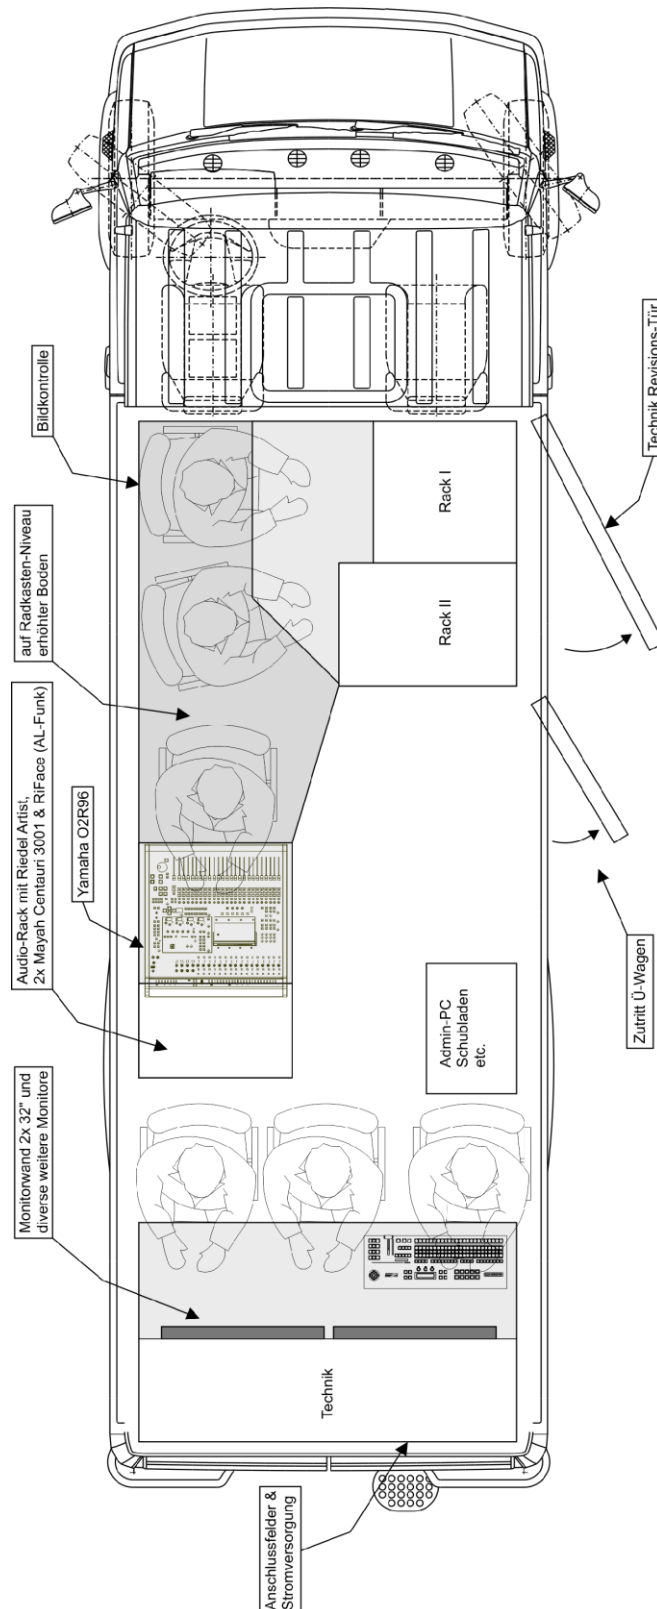 Technik Revisions-Tür
Bildkontrolle
auf Radkasten-Niveau
erhöhter Boden
Rack I
Rack II
Audio-Rack mit Riedel Artist,
2x Mayah Centauri 3001 & RiFace (AL-Funk)
Yamaha O2R96
Zutritt Ü-Wagen
Admin-PC
Schubladen
etc.
Monitorwand 2x 32" und
diverse weitere Monitore
Technik
Anschlussfelder &
Stromversorgung